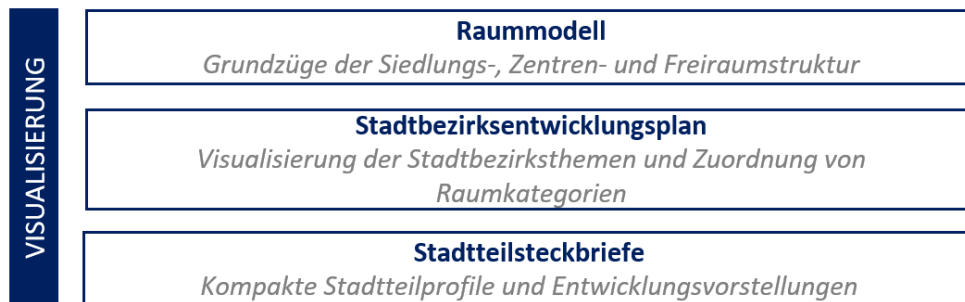 VISUALISIERUNG
Raummodell
Grundzüge der Siedlungs-, Zentren- und Freiraumstruktur
Stadtbezirksentwicklungsplan
Visualisierung der Stadtbezirksthemen und Zuordnung von
Raumkategorien
Stadtteilsteckbriefe
Kompakte Stadtteilprofile und Entwicklungsvorstellungen